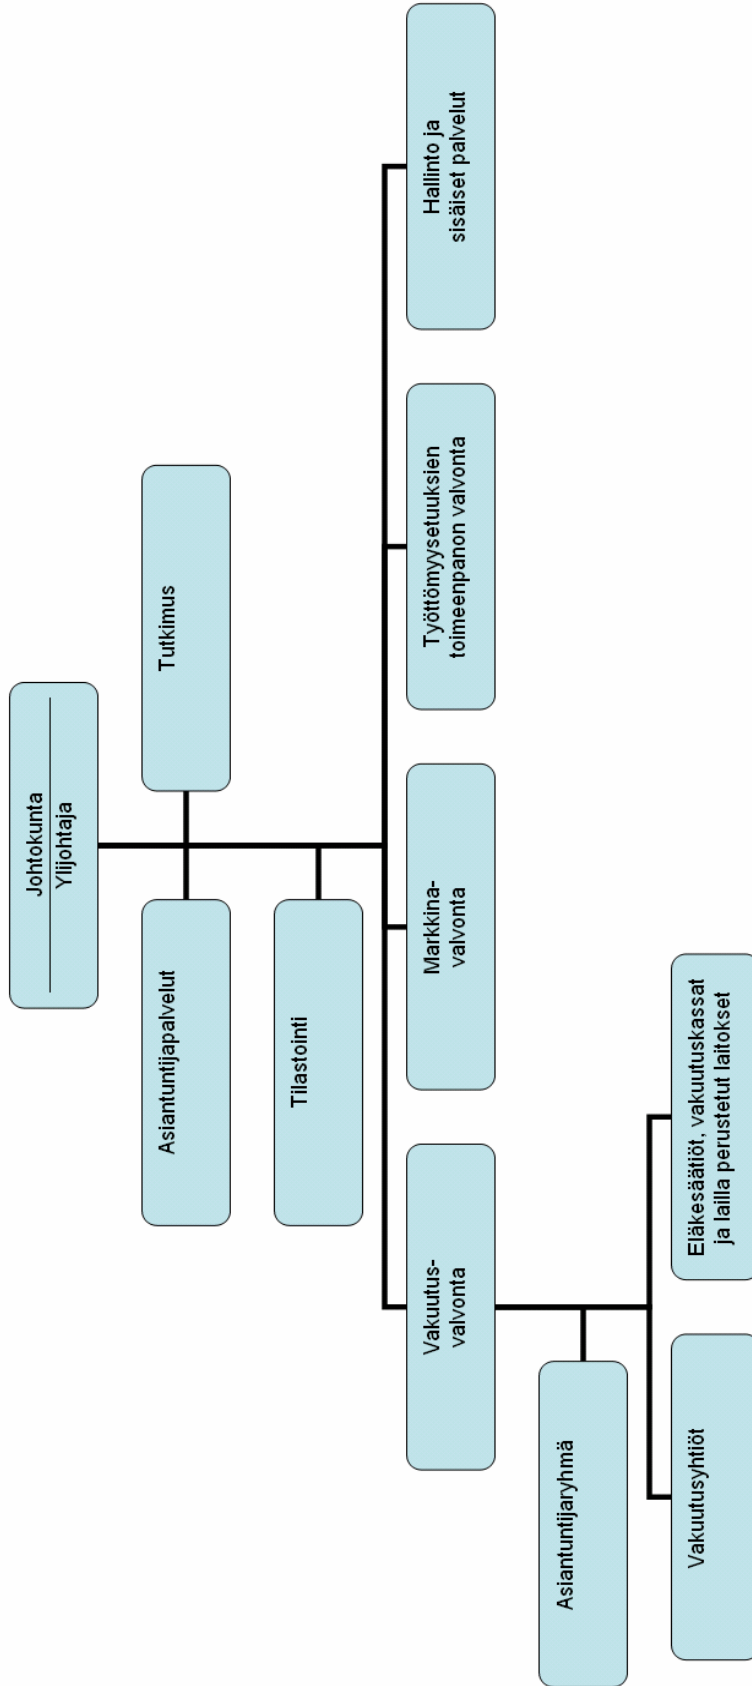 Johtokunta
Ylijohtaja
Asiantuntijapalvelut
Tutkimus
Tilastointi
Vakuutus-
valvonta
Markkina-
valvonta
Työttömyysetuuksien
toimeenpanon valvonta
Hallinto ja
sisäiset palvelut
Asiantuntijaryhmä
Vakuutusyhtiöt
Eläkesäätiöt, vakuutuskassat
ja lailla perustetut laitokset